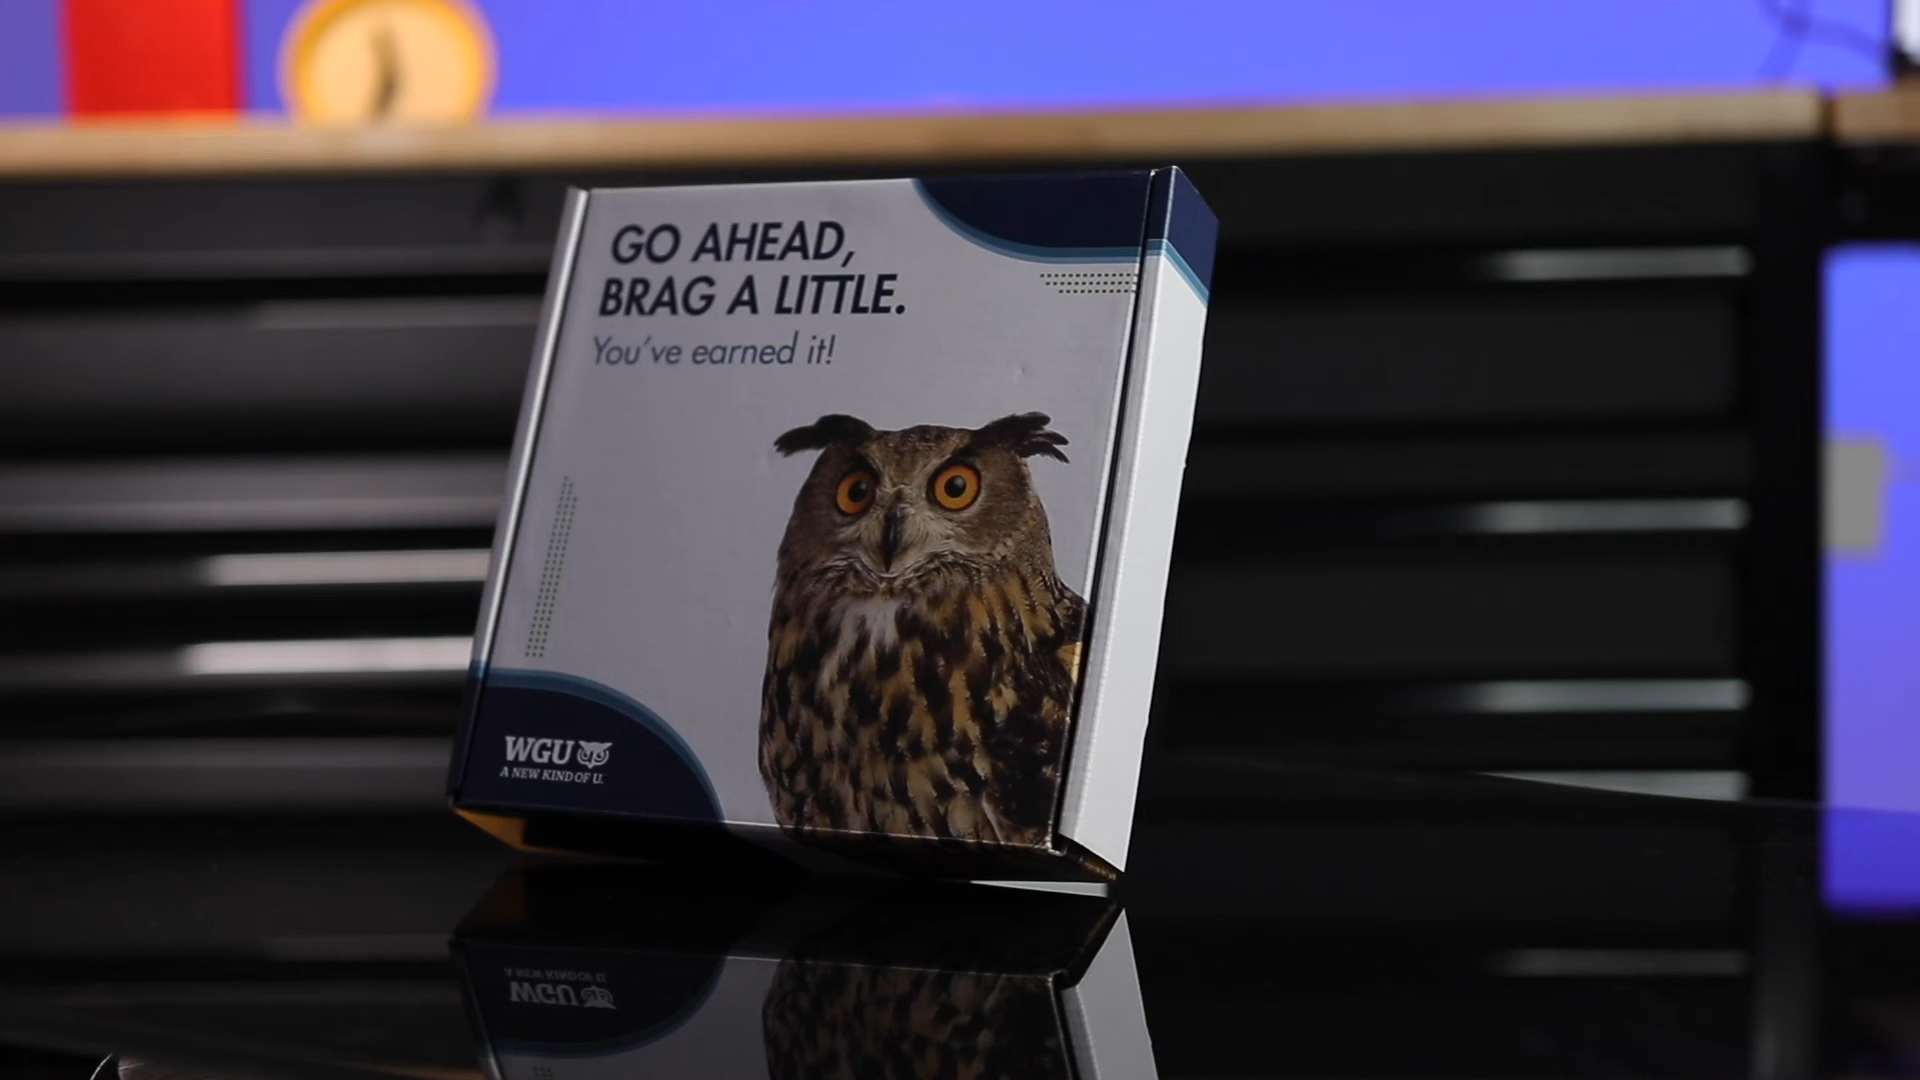 GO AHEAD,
BRAG A LITTLE.
You've earned it!
WGU
A NEW KIND OF U.